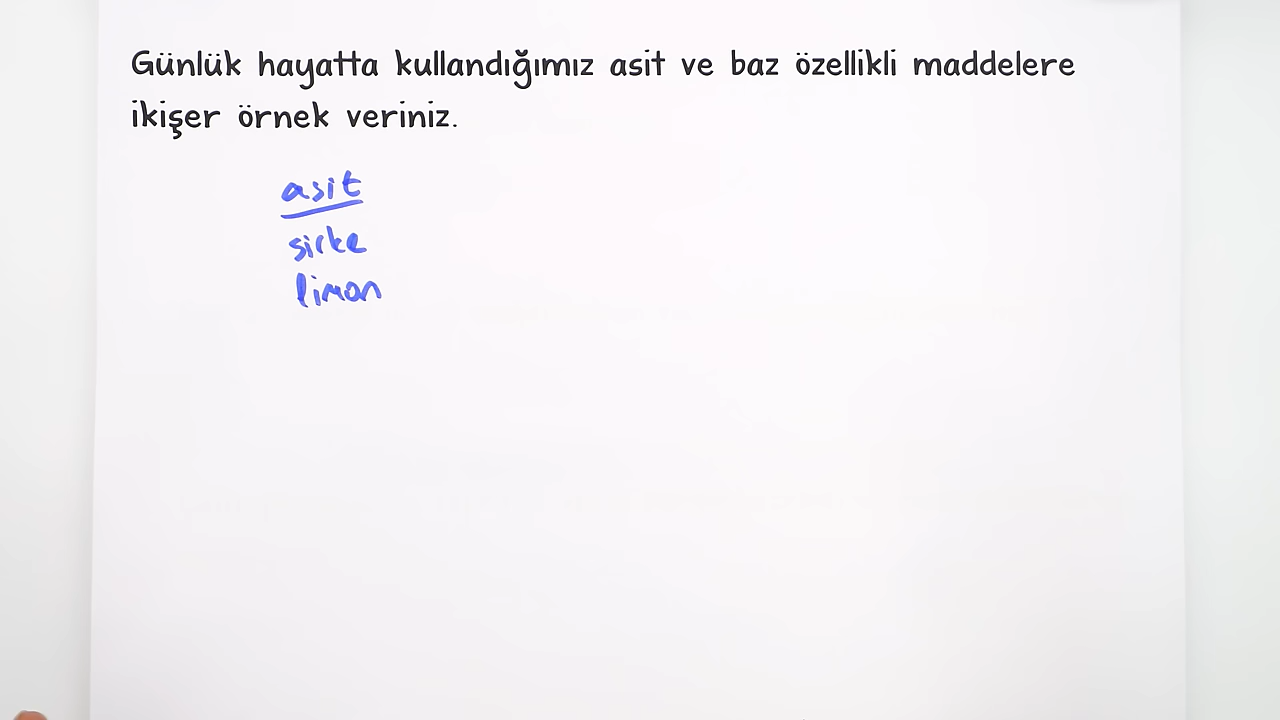 Günlük hayatta kullandığımız asit ve baz özellikli maddelere
ikişer örnek veriniz.
asit
sirke
limon